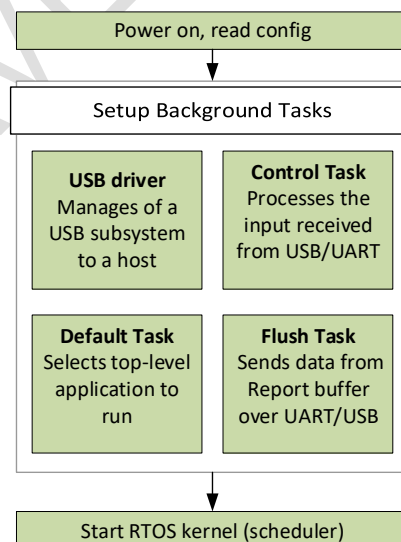 Power on, read config
Setup Background Tasks
USB driver
Manages of a
USB subsystem
to a host
Control Task
Processes the
input received
from USB/UART
Default Task
Selects top-level
application to
run
Flush Task
Sends data from
Report buffer
over UART/USB
Start RTOS kernel (scheduler)